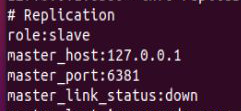 # Replication
role:slave
master_host:127.0.0.1
master_port:6381
master_link_status:down